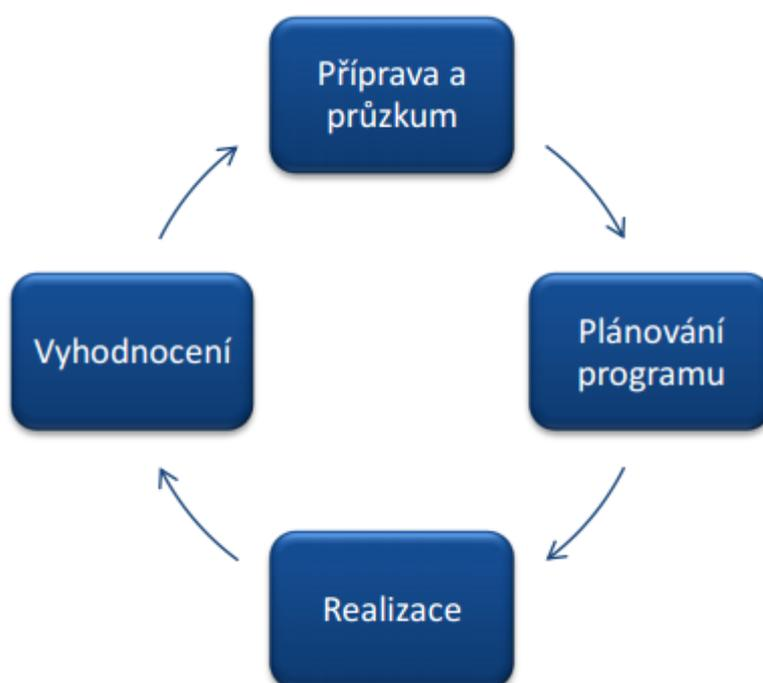 Příprava a
průzkum
Plánování
programu
Realizace
Vyhodnocení